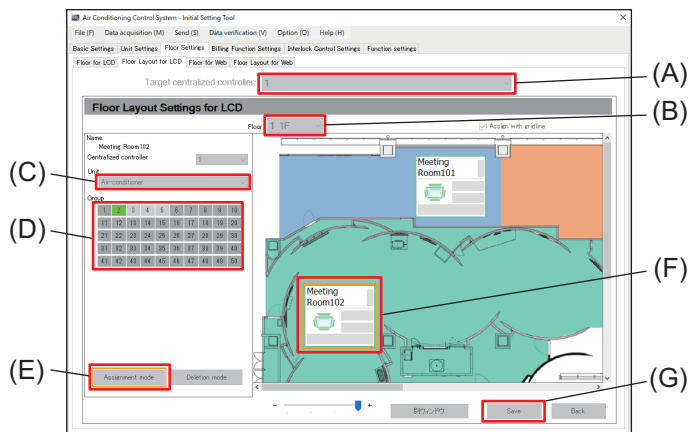 Air Conditioning Control System - Initial Setting Tool
File (F) Data acquisition (M) Send (S) Data verification (V) Option (O) Help (H)
Basic Settings Unit Settings Floor Settings Billing Function Settings Interlock Control Settings Function settings
Floor for LCD Floor Layout for LCD Floor for Web Floor Layout for Web
Target centralized controller: 1
(A)
Floor Layout Settings for LCD
Floor 1 1F
Assign with gridline
(B)
Name:
Meeting Room102
Centralized controller 1
Unit
Air-conditioner
(C)
Group
1 2 3 4 5 6 7 8 9 10
11 12 13 14 15 16 17 18 19 20
21 22 23 24 25 26 27 28 29 30
31 32 33 34 35 36 37 38 39 40
41 42 43 44 45 46 47 48 49 50
(D)
Meeting
Room101
Meeting
Room102
(F)
(E)
Assignment mode Deletion mode
(G)
- +
別ウィンドウ Save Back